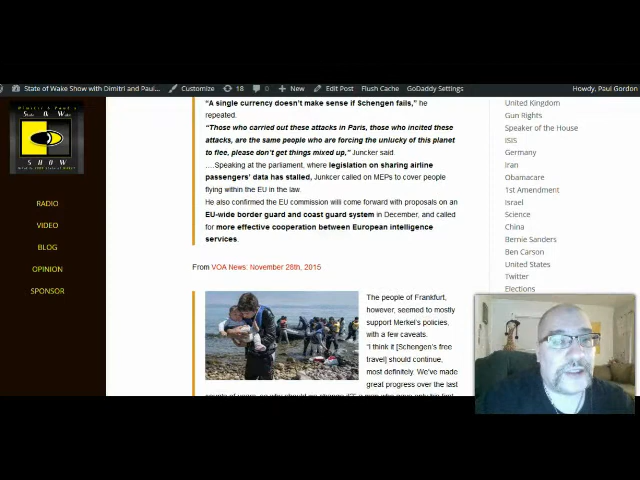 State of Wake Show with Dimitri and Paul...
Customize
18
0
New
Edit Post
Flush Cache
GoDaddy Settings
Howdy, Paul Gordon
SHOW
RADIO
VIDEO
BLOG
OPINION
SPONSOR
"A single currency doesn't make sense if Schengen fails," he
repeated.
"Those who carried out these attacks in Paris, those who incited these
attacks, are the same people who are forcing the unlucky of this planet
to flee, please don't get things mixed up," Juncker said.
….Speaking at the parliament, where legislation on sharing airline
passengers' data has stalled, Junkcer called on MEPs to cover people
flying within the EU in the law.
He also confirmed the EU commission will come forward with proposals on an
EU-wide border guard and coast guard system in December, and called
for more effective cooperation between European intelligence
services.
From VOA News: November 28th, 2015
The people of Frankfurt,
however, seemed to mostly
support Merkel's policies,
with a few caveats.
"I think it [Schengen's free
travel] should continue,
most definitely. We've made
great progress over the last
United Kingdom
Gun Rights
Speaker of the House
ISIS
Germany
Iran
Obamacare
1st Amendment
Israel
Science
China
Bernie Sanders
Ben Carson
United States
Twitter
Elections